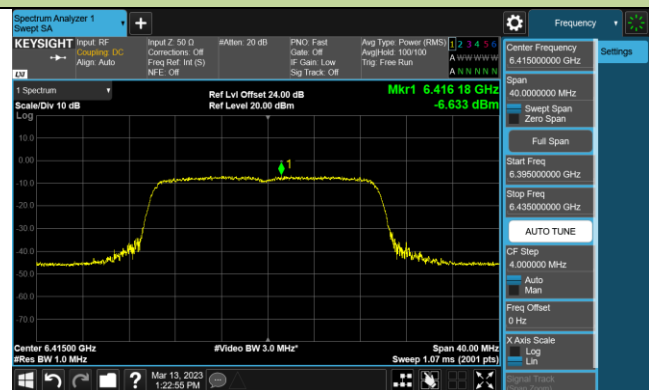 Spectrum Analyzer 1
Swept SA
+
Frequency
KEYSIGHT
Input: RF
Coupling: DC
Align: Auto
Input Z: 50 Ω
Corrections: Off
Freq Ref: Int (S)
NFE: Off
#Atten: 20 dB
PNO: Fast
Gate: Off
IF Gain: Low
Sig Track: Off
Avg Type: Power (RMS)
Avg|Hold: 100/100
Trig: Free Run
1 2 3 4 5 6
A W W W W W
A N N N N N
LXI
1 Spectrum
Scale/Div 10 dB
Log
Ref Lvl Offset 24.00 dB
Ref Level 20.00 dBm
Mkr1 6.416 18 GHz
-6.633 dBm
10.0
0.00
-10.0
-20.0
-30.0
-40.0
-50.0
-60.0
-70.0
1
Center 6.41500 GHz
#Res BW 1.0 MHz
#Video BW 3.0 MHz*
Span 40.00 MHz
Sweep 1.07 ms (2001 pts)
Center Frequency
6.415000000 GHz
Settings
Span
40.0000000 MHz
Swept Span
Zero Span
Full Span
Start Freq
6.395000000 GHz
Stop Freq
6.435000000 GHz
AUTO TUNE
CF Step
4.000000 MHz
Auto
Man
Freq Offset
0 Hz
X Axis Scale
Log
Lin
Signal Track
(Span Zoom)
?
Mar 13, 2023
1:22:55 PM